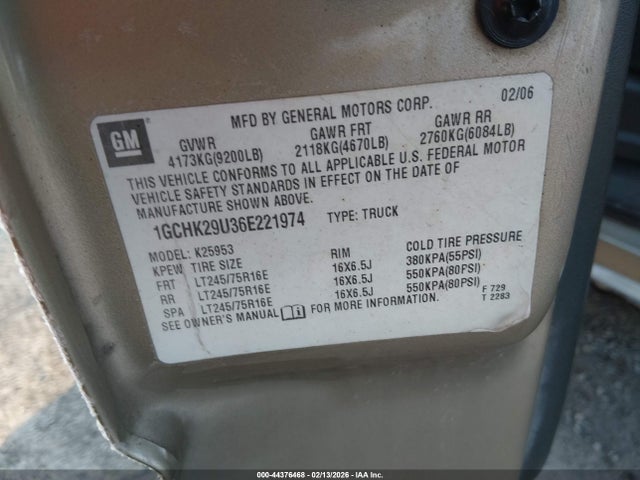 MFD BY GENERAL MOTORS CORP. 02/06
GM
GVWR GAWR FRT GAWR RR
4173KG(9200LB) 2118KG(4670LB) 2760KG(6084LB)
THIS VEHICLE CONFORMS TO ALL APPLICABLE U.S. FEDERAL MOTOR
VEHICLE SAFETY STANDARDS IN EFFECT ON THE DATE OF
MANUFACTURE SHOWN ABOVE.
1GCHK29U36E221974 TYPE: TRUCK
MODEL: K25953
KPEW TIRE SIZE RIM COLD TIRE PRESSURE
FRT LT245/75R16E 16X6.5J 380KPA(55PSI)
RR LT245/75R16E 16X6.5J 550KPA(80PSI)
SPA LT245/75R16E 16X6.5J 550KPA(80PSI)
SEE OWNER'S MANUAL FOR MORE INFORMATION.
F 729
T 2283
000-44376468 - 02/13/2026 - IAAI.COM